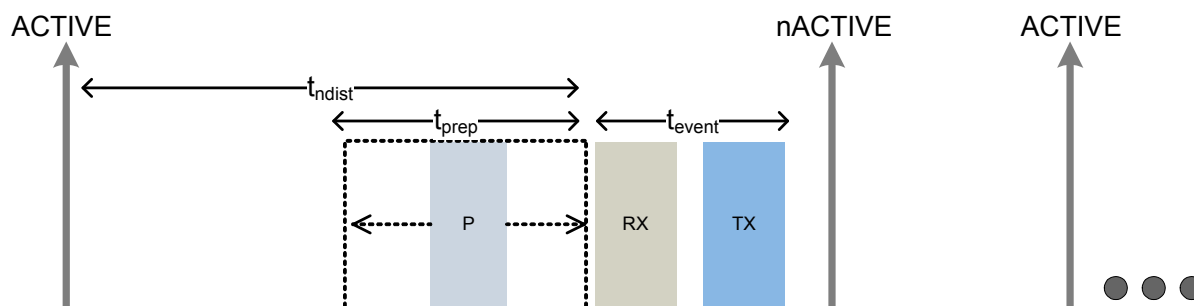 ACTIVE nACTIVE ACTIVE
tndist
tprep tevent
P RX TX